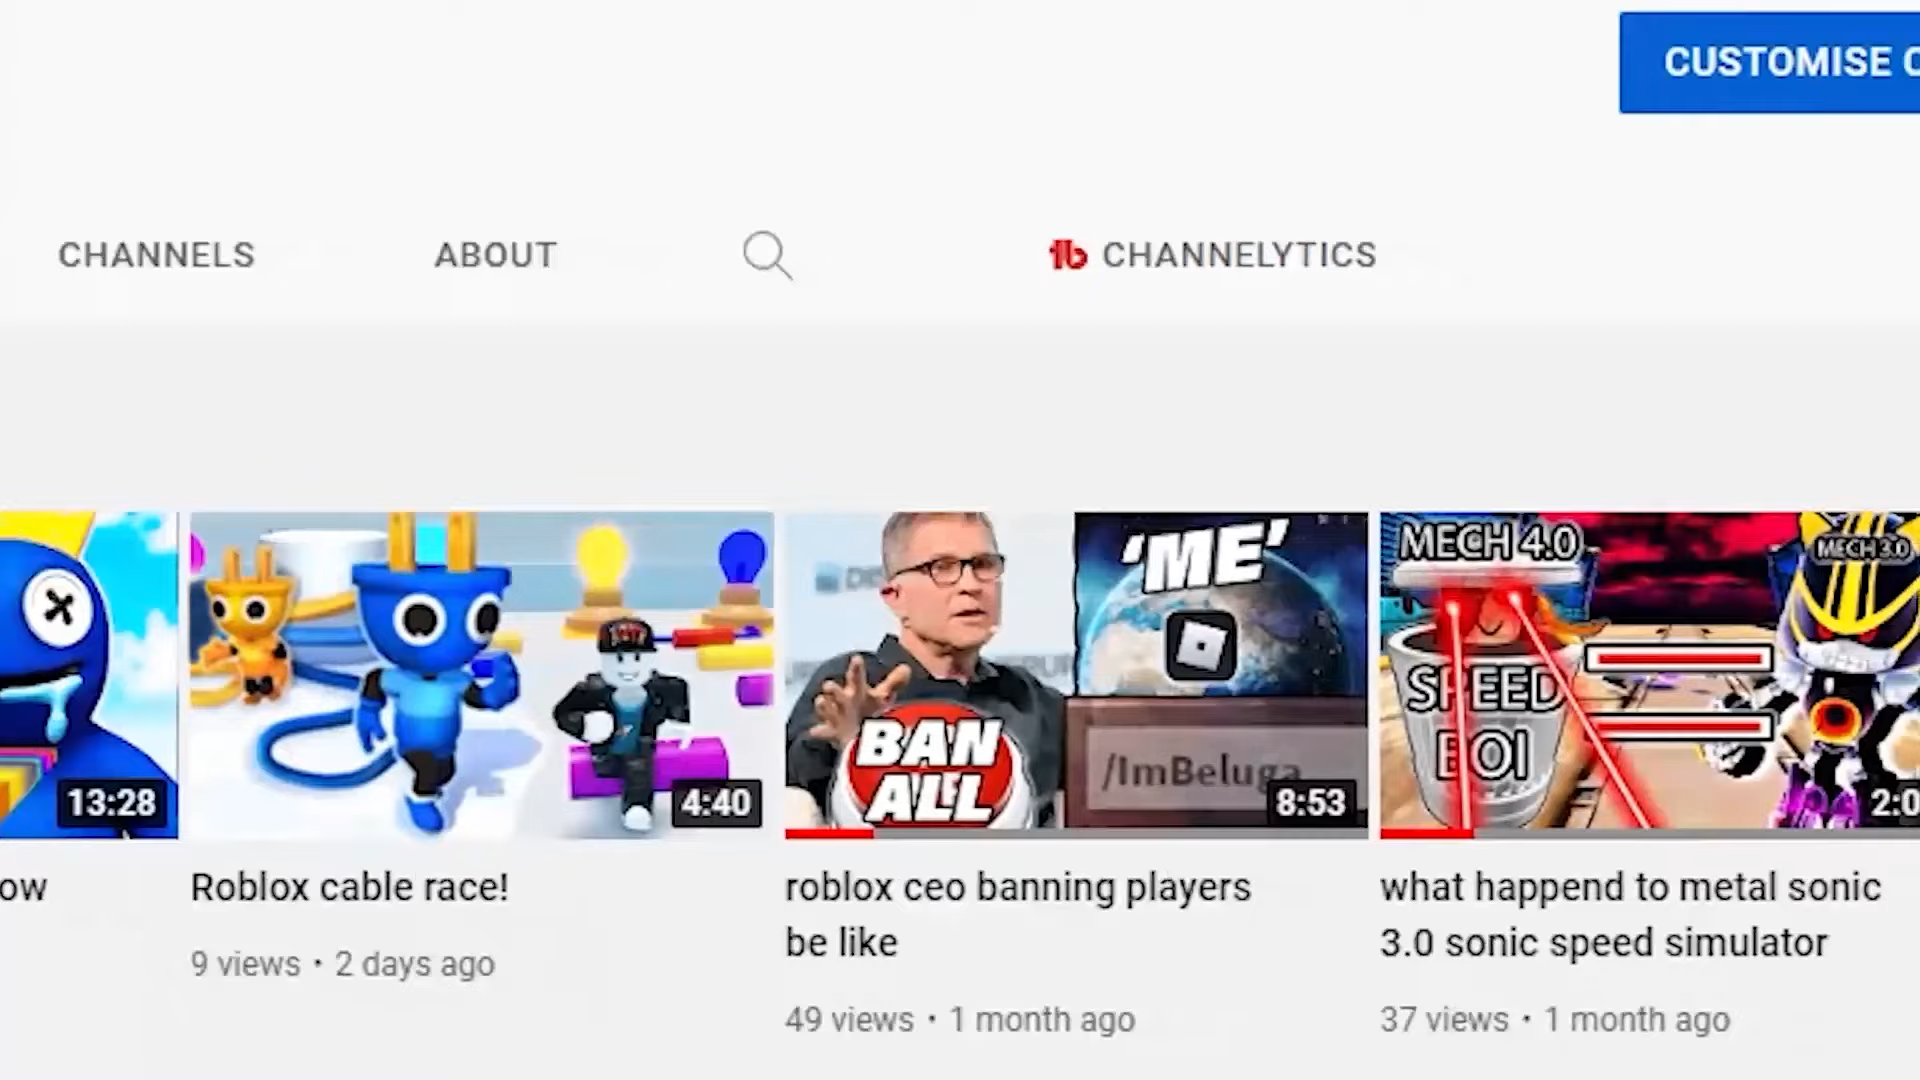 CUSTOMISE C
CHANNELS
ABOUT
CHANNELYTICS
MECH 4.0
SPEED
BOI
MECH 3.0
'ME'
BAN
ALL
/ImBeluga
13:28
4:40
8:53
2:0
ow
Roblox cable race!
9 views • 2 days ago
roblox ceo banning players
be like
49 views • 1 month ago
what happend to metal sonic
3.0 sonic speed simulator
37 views • 1 month ago